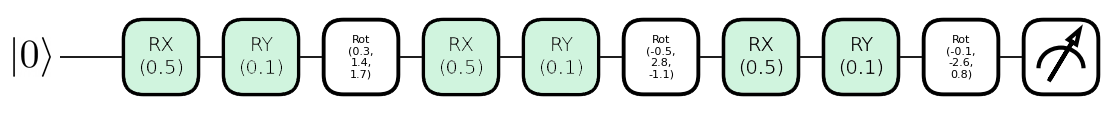 |0⟩
RX
(0.5)
RY
(0.1)
Rot
(0.3,
1.4,
1.7)
RX
(0.5)
RY
(0.1)
Rot
(-0.5,
2.8,
-1.1)
RX
(0.5)
RY
(0.1)
Rot
(-0.1,
-2.6,
0.8)